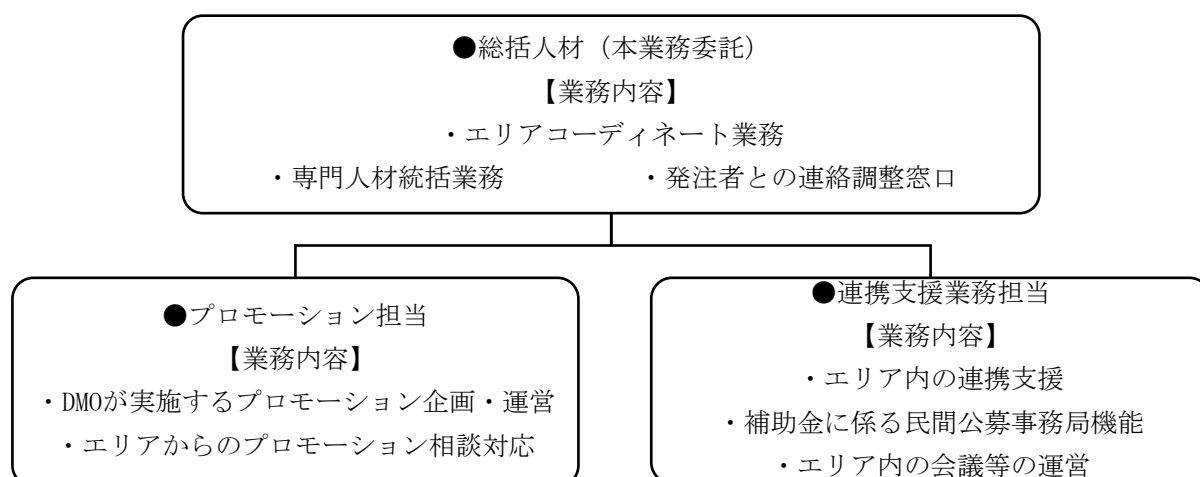 ●総括人材（本業務委託）
【業務内容】
・エリアコーディネート業務
・専門人材統括業務　　　　・発注者との連絡調整窓口
●プロモーション担当
【業務内容】
・DMOが実施するプロモーション企画・運営
・エリアからのプロモーション相談対応
●連携支援業務担当
【業務内容】
・エリア内の連携支援
・補助金に係る民間公募事務局機能
・エリア内の会議等の運営